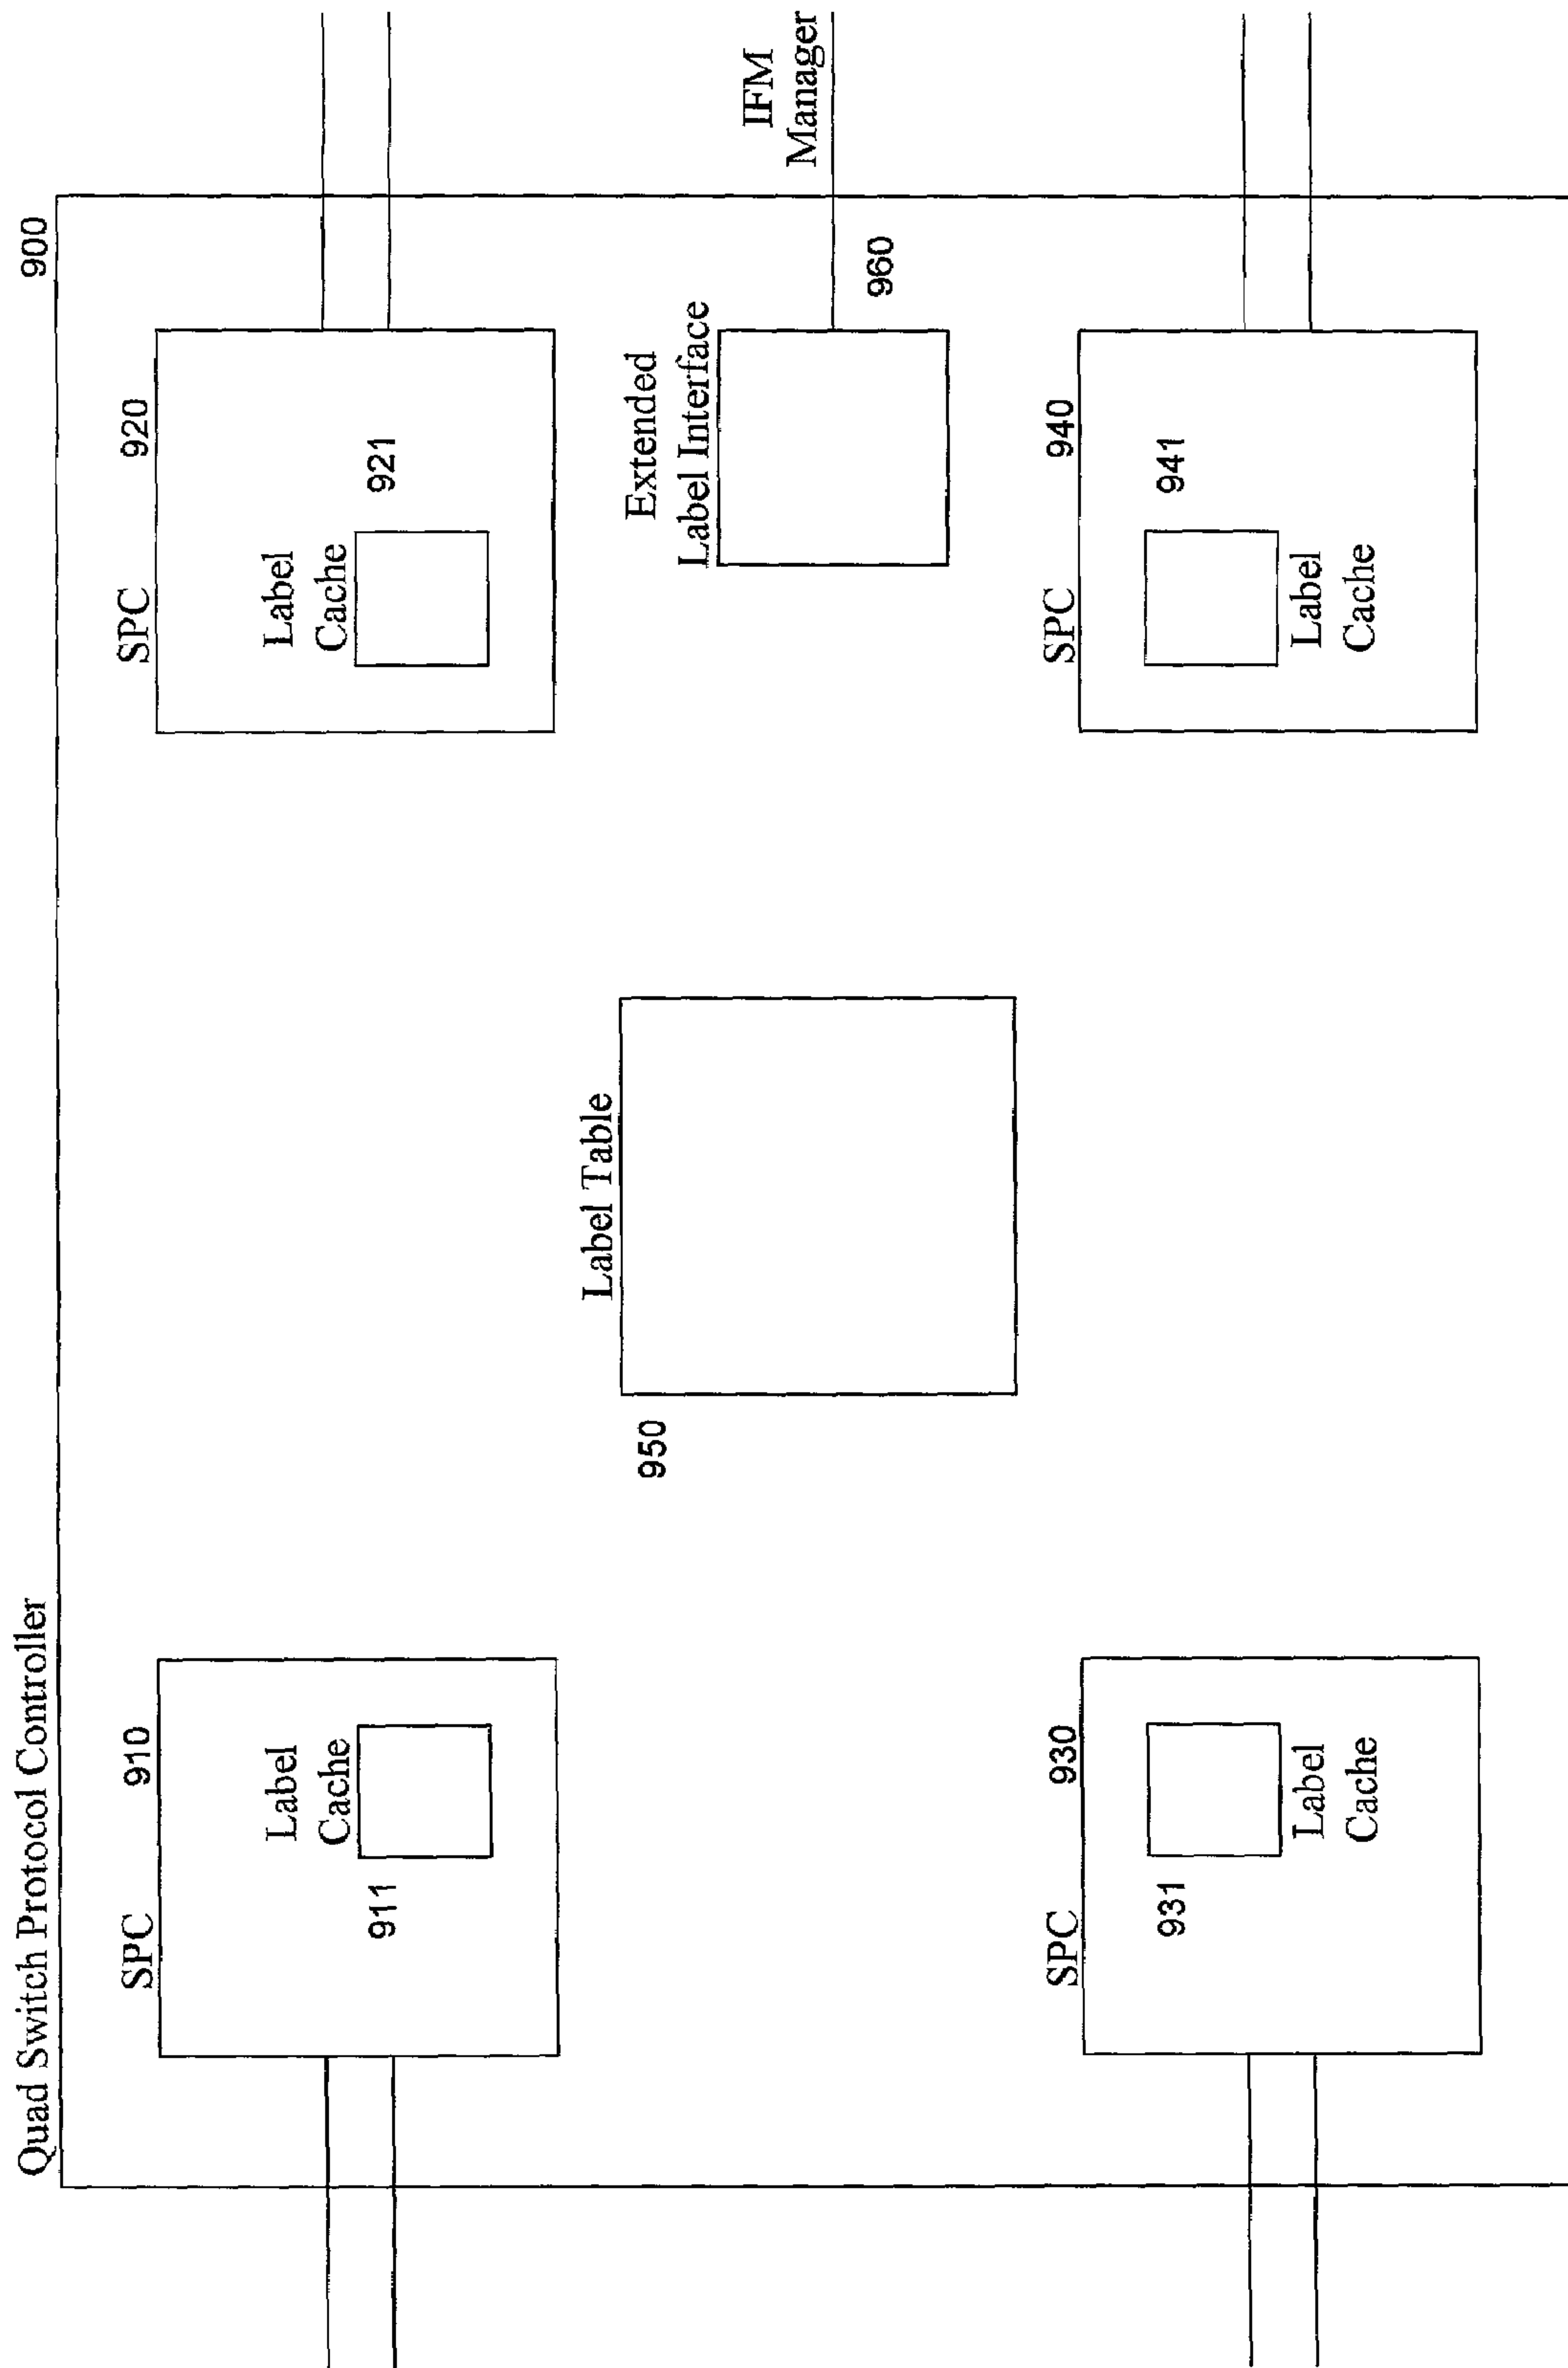 Quad Switch Protocol Controller
900
SPC
910
Label
Cache
911
SPC
920
Label
Cache
921
Label Table
950
Extended
Label Interface
960
IFM
Manager
SPC
930
931
Label
Cache
SPC
940
941
Label
Cache